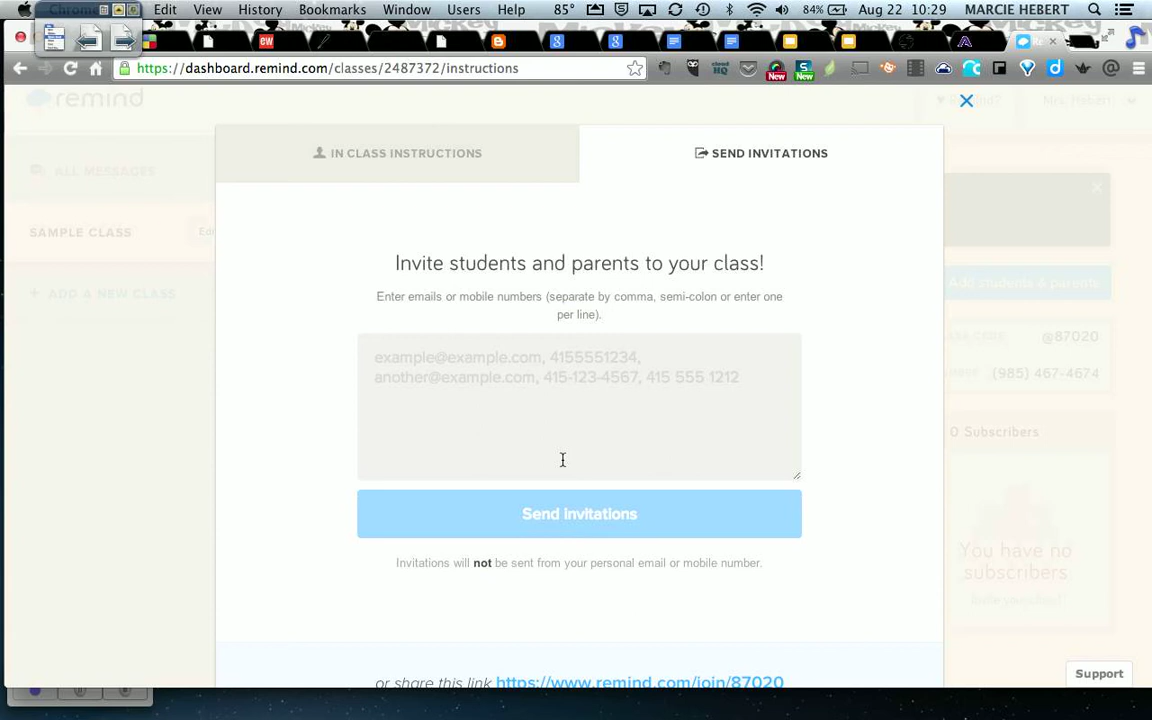 Chrome Edit View History Bookmarks Window Users Help 85° 84% Aug 22 10:29 MARCIE HEBERT
https://dashboard.remind.com/classes/2487372/instructions
remind
Mrs. Hebert
ALL MESSAGES
IN CLASS INSTRUCTIONS
SEND INVITATIONS
SAMPLE CLASS
+ ADD A NEW CLASS
Add students & parents
Invite students and parents to your class!
Enter emails or mobile numbers (separate by comma, semi-colon or enter one
per line).
example@example.com, 4155551234,
another@example.com, 415-123-4567, 415 555 1212
@87020
(985) 467-4674
0 Subscribers
Send invitations
You have no
subscribers
Invitations will not be sent from your personal email or mobile number.
or share this link https://www.remind.com/join/87020
Support